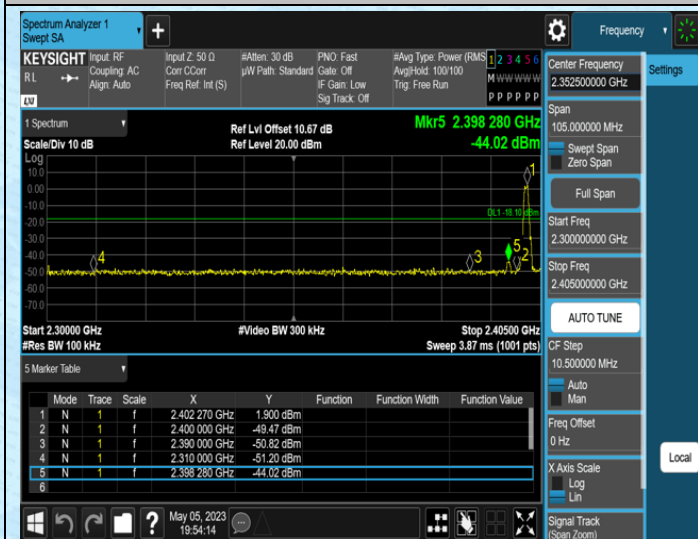 Spectrum Analyzer 1
Swept SA
Frequency
KEYSIGHT Input: RF Input Z: 50 Ω #Atten: 30 dB PNO: Fast #Avg Type: Power (RMS 1 2 3 4 5 6
RL Coupling: AC Corr CCorr µW Path: Standard Gate: Off Avg|Hold: 100/100 M W W W W W
Align: Auto Freq Ref: Int (S) IF Gain: Low Trig: Free Run
Sig Track: Off P P P P P P
LXI
1 Spectrum
Ref Lvl Offset 10.67 dB Mkr5 2.398 280 GHz
Scale/Div 10 dB Ref Level 20.00 dBm -44.02 dBm
Log
10.0
0.00
-10.0
-20.0
-30.0
-40.0
-50.0
-60.0
-70.0
DL1 -18.10 dBm
1
4
3
5
2
Start 2.30000 GHz #Video BW 300 kHz Stop 2.40500 GHz
#Res BW 100 kHz Sweep 3.87 ms (1001 pts)
5 Marker Table
Mode Trace Scale X Y Function Function Width Function Value
1 N 1 f 2.402 270 GHz 1.900 dBm
2 N 1 f 2.400 000 GHz -49.47 dBm
3 N 1 f 2.390 000 GHz -50.82 dBm
4 N 1 f 2.310 000 GHz -51.20 dBm
5 N 1 f 2.398 280 GHz -44.02 dBm
6
?
May 05, 2023
19:54:14
Center Frequency
2.352500000 GHz
Span
105.000000 MHz
Swept Span
Zero Span
Full Span
Start Freq
2.300000000 GHz
Stop Freq
2.405000000 GHz
AUTO TUNE
CF Step
10.500000 MHz
Auto
Man
Freq Offset
0 Hz
X Axis Scale
Log
Lin
Signal Track
(Span Zoom)
Settings
Local